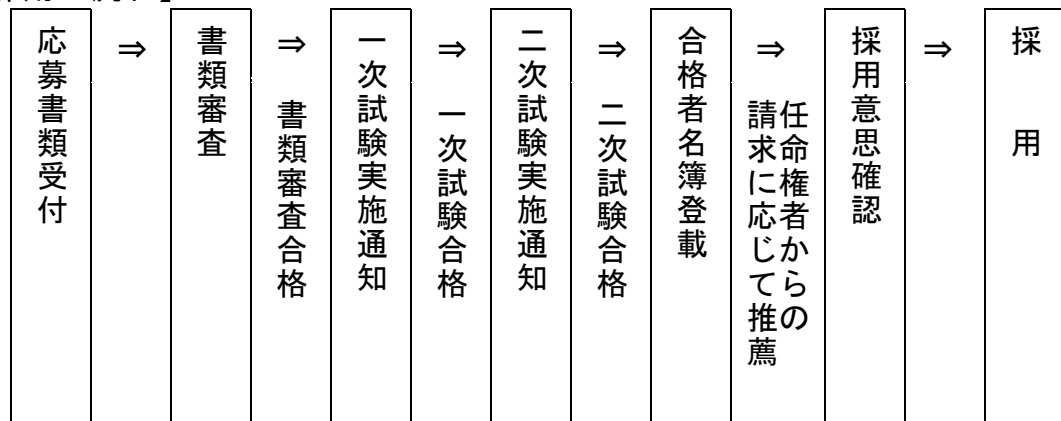 応募書類受付
⇒
書類審査
⇒
書類審査合格
一次試験実施通知
⇒
一次試験合格
二次試験実施通知
⇒
二次試験合格
合格者名簿登載
⇒
任命権者からの
請求に応じて推薦
採用意思確認
⇒
採用